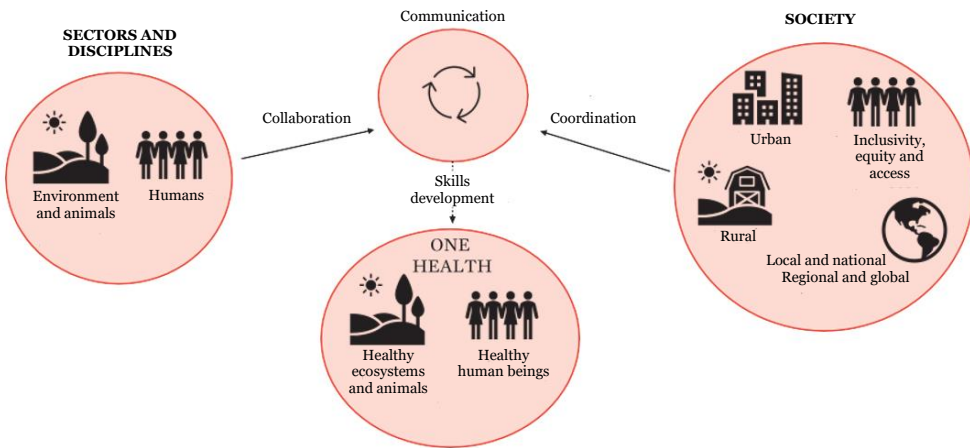 SECTORS AND
DISCIPLINES
Environment
and animals
Humans
Collaboration
Communication
Skills
development
Coordination
SOCIETY
Urban
Inclusivity,
equity and
access
Rural
Local and national
Regional and global
ONE
HEALTH
Healthy
ecosystems
and animals
Healthy
human beings